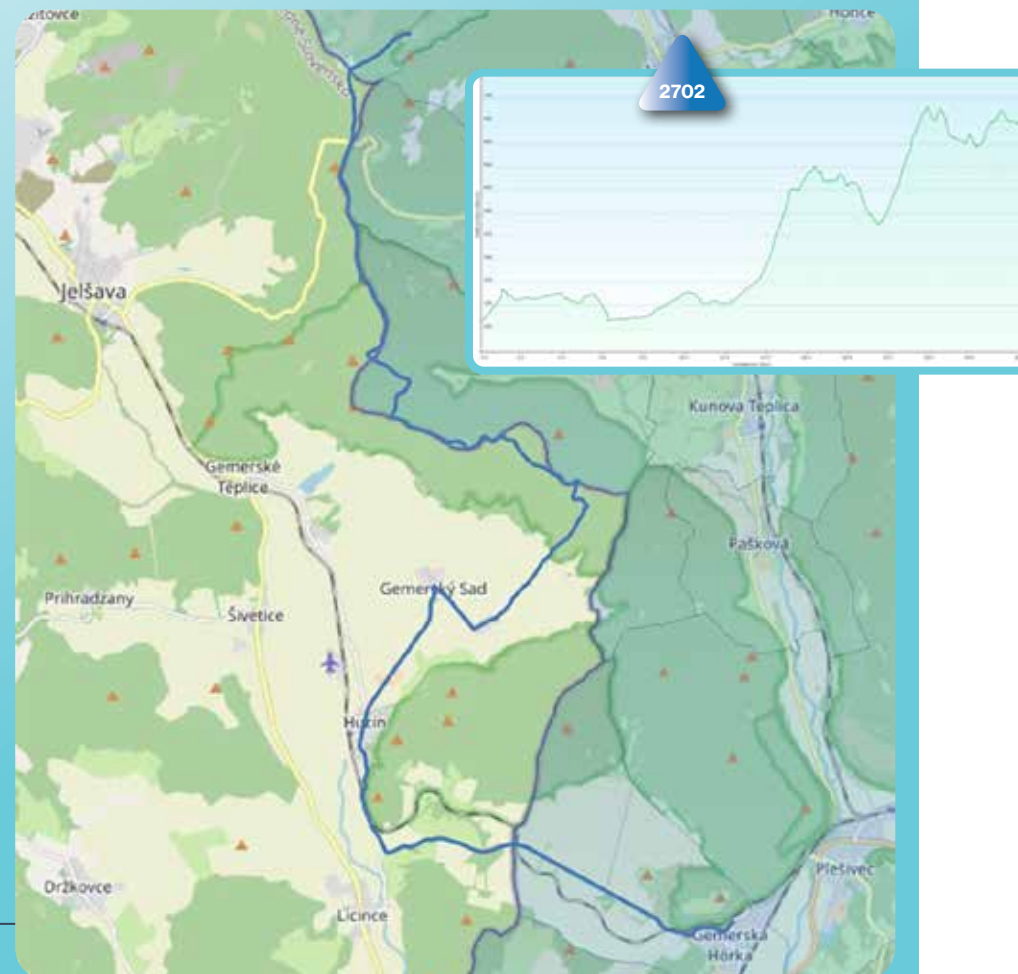 Honce
2702
Jelšava
Kunova Teplica
Gemerské
Teplice
Pašková
Gemerský Sad
Prihradzany
Šivetice
Hucín
Plešivec
Držkovce
Licince
Gemerská
Hôrka